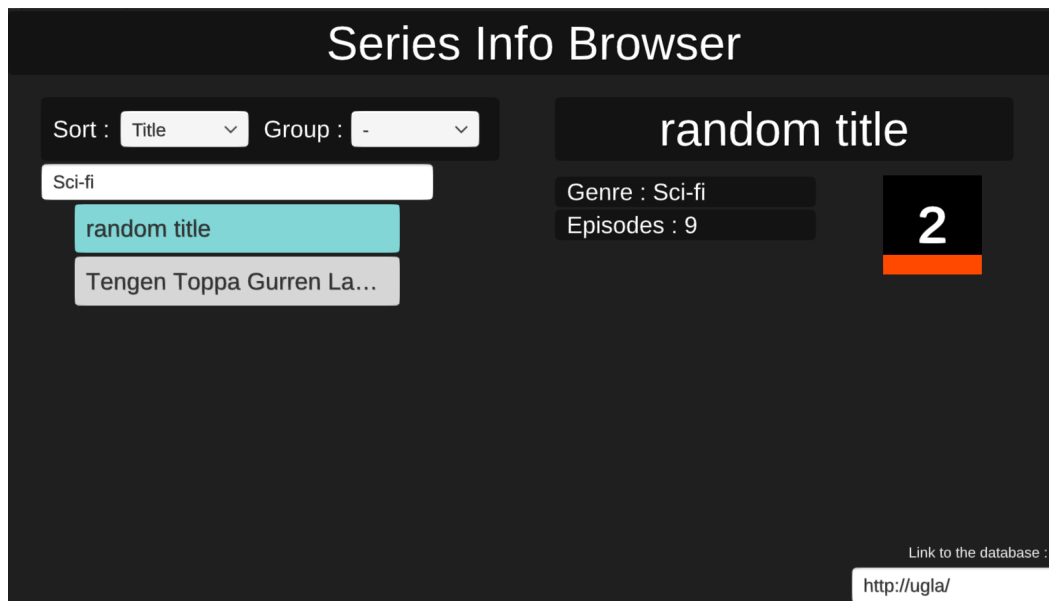 Series Info Browser
Sort : Title Group : -
Sci-fi
random title
Tengen Toppa Gurren La...
random title
Genre : Sci-fi
Episodes : 9
2
Link to the database :
http://ugla/